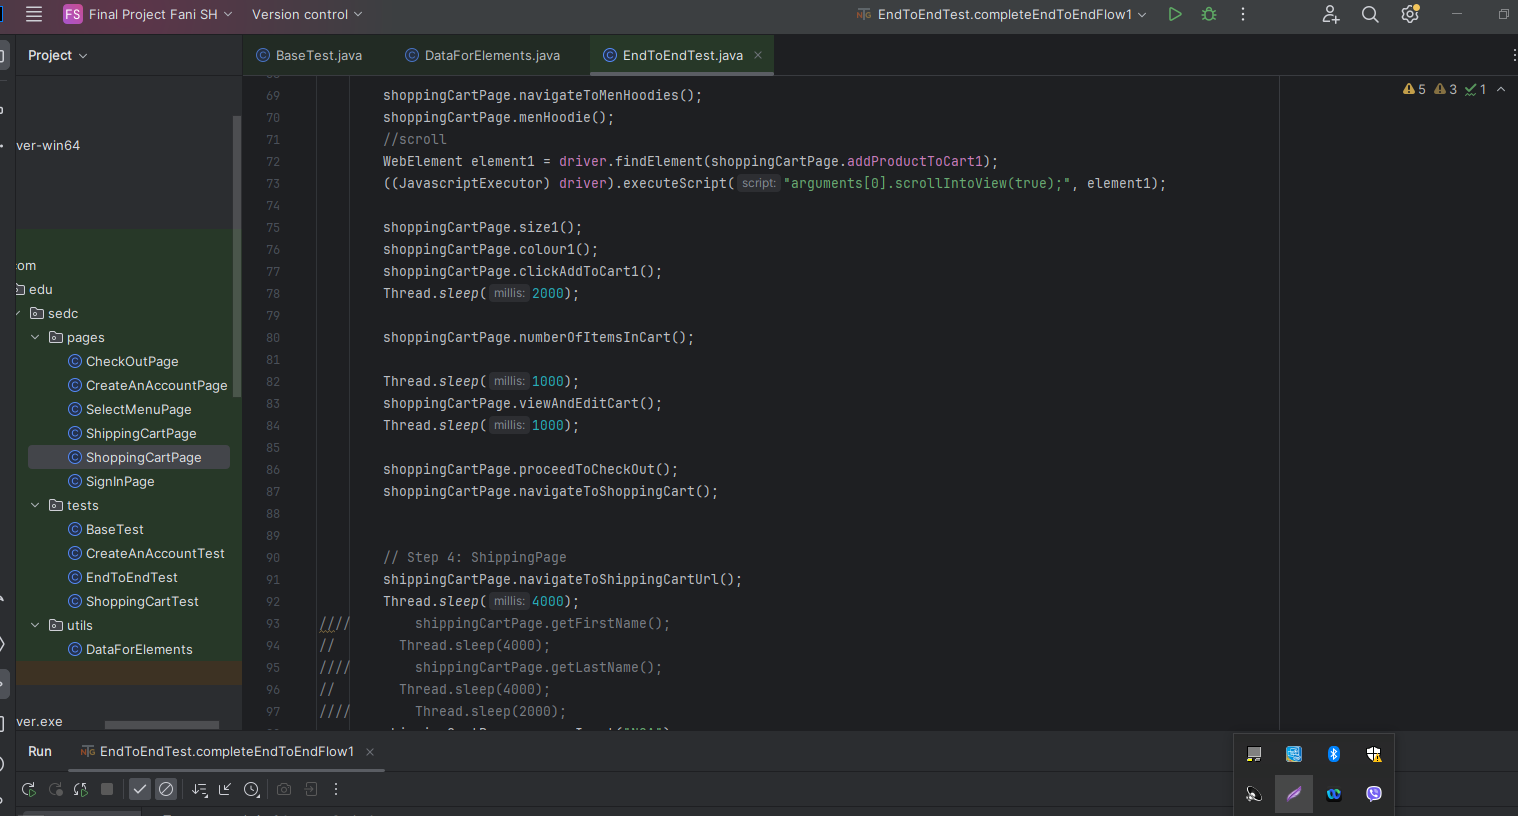 FS Final Project Fani SH Version control EndToEndTest.completeEndToEndFlow1
Project BaseTest.java DataForElements.java EndToEndTest.java
5 3 1
ver-win64
com
edu
sedc
pages
CheckOutPage
CreateAnAccountPage
SelectMenuPage
ShippingCartPage
ShoppingCartPage
SignInPage
tests
BaseTest
CreateAnAccountTest
EndToEndTest
ShoppingCartTest
utils
DataForElements
ver.exe
69 shoppingCartPage.navigateToMenHoodies();
70 shoppingCartPage.menHoodie();
71 //scroll
72 WebElement element1 = driver.findElement(shoppingCartPage.addProductToCart1);
73 ((JavascriptExecutor) driver).executeScript( script: "arguments[0].scrollIntoView(true);", element1);
74
75 shoppingCartPage.size1();
76 shoppingCartPage.colour1();
77 shoppingCartPage.clickAddToCart1();
78 Thread.sleep( millis: 2000);
79
80 shoppingCartPage.numberOfItemsInCart();
81
82 Thread.sleep( millis: 1000);
83 shoppingCartPage.viewAndEditCart();
84 Thread.sleep( millis: 1000);
85
86 shoppingCartPage.proceedToCheckOut();
87 shoppingCartPage.navigateToShoppingCart();
88
89
90 // Step 4: ShippingPage
91 shippingCartPage.navigateToShippingCartUrl();
92 Thread.sleep( millis: 4000);
93 //// shippingCartPage.getFirstName();
94 // Thread.sleep(4000);
95 //// shippingCartPage.getLastName();
96 // Thread.sleep(4000);
97 //// Thread.sleep(2000);
Run EndToEndTest.completeEndToEndFlow1